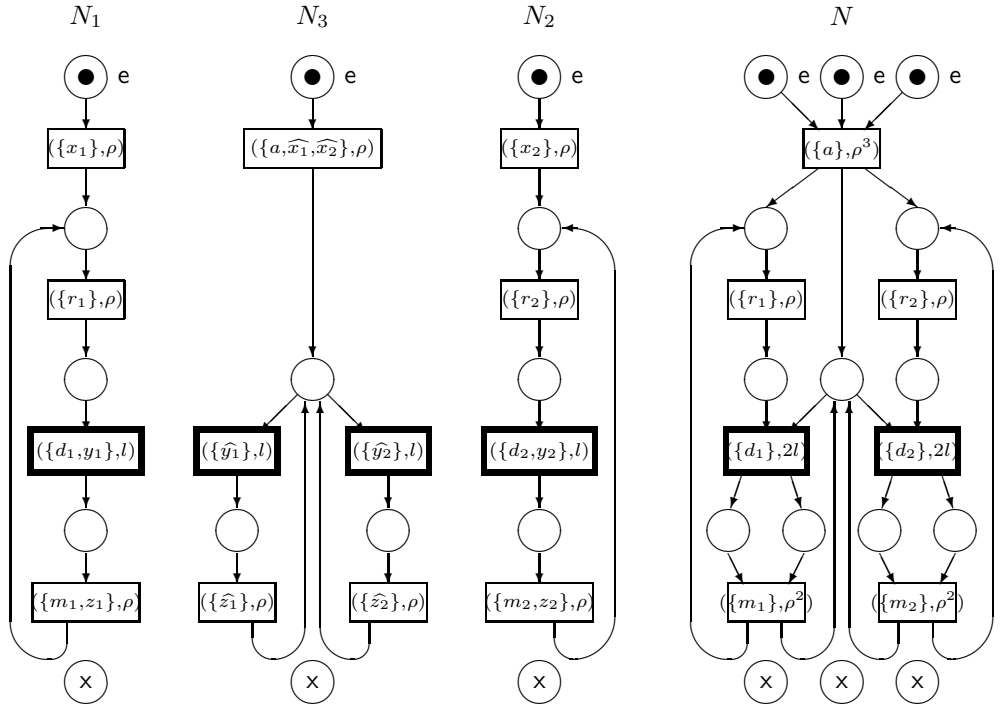 N₁ N₃ N₂ N
e e e e e e
({x₁},ρ) ({a,x̂₁,x̂₂},ρ) ({x₂},ρ) ({a},ρ³)
({r₁},ρ) ({r₂},ρ) ({r₁},ρ) ({r₂},ρ)
({d₁,y₁},l) ({ŷ₁},l) ({ŷ₂},l) ({d₂,y₂},l) ({d₁},2l) ({d₂},2l)
({m₁,z₁},ρ) ({ẑ₁},ρ) ({ẑ₂},ρ) ({m₂,z₂},ρ) ({m₁},ρ²) ({m₂},ρ²)
x x x x x x